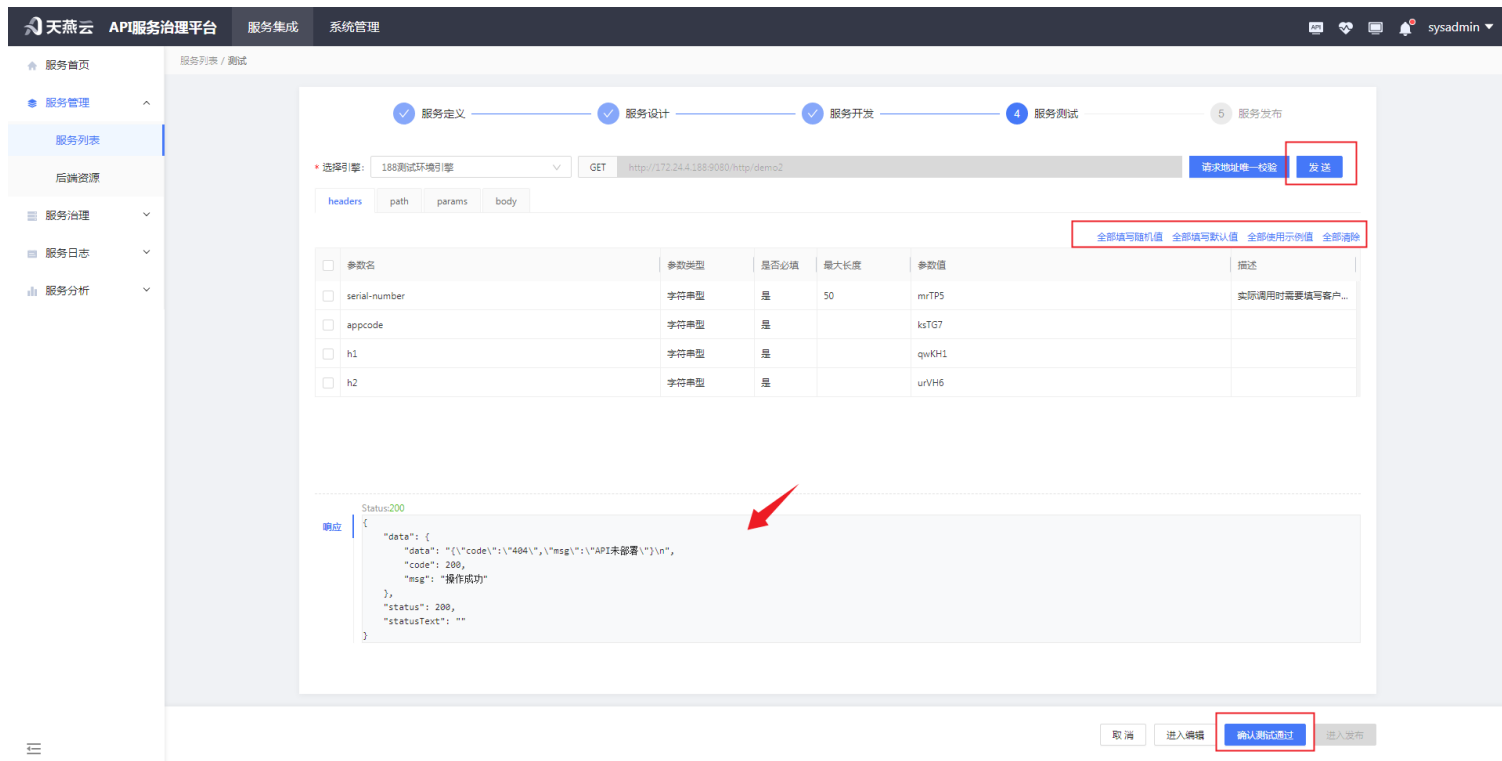 天燕云 API服务治理平台 服务集成 系统管理 API sysadmin
服务首页
服务管理
服务列表
后端资源
服务治理
服务日志
服务分析
服务列表 / 测试
服务定义 服务设计 服务开发 4 服务测试 5 服务发布
* 选择引擎: 188测试环境引擎 GET http://172.24.4.188:9080/http/demo2 请求地址唯一校验 发 送
headers path params body
全部填写随机值 全部填写默认值 全部使用示例值 全部清除
参数名 参数类型 是否必填 最大长度 参数值 描述
serial-number 字符串型 是 50 mrTP5 实际调用时需要填写客户...
appcode 字符串型 是 ksTG7
h1 字符串型 是 qwKH1
h2 字符串型 是 urVH6
Status:200
响应
{
"data": {
"data": "{\"code\":\"404\",\"msg\":\"API未部署\"}\n",
"code": 200,
"msg": "操作成功"
},
"status": 200,
"statusText": ""
}
取 消 进入编辑 确认测试通过 进入发布